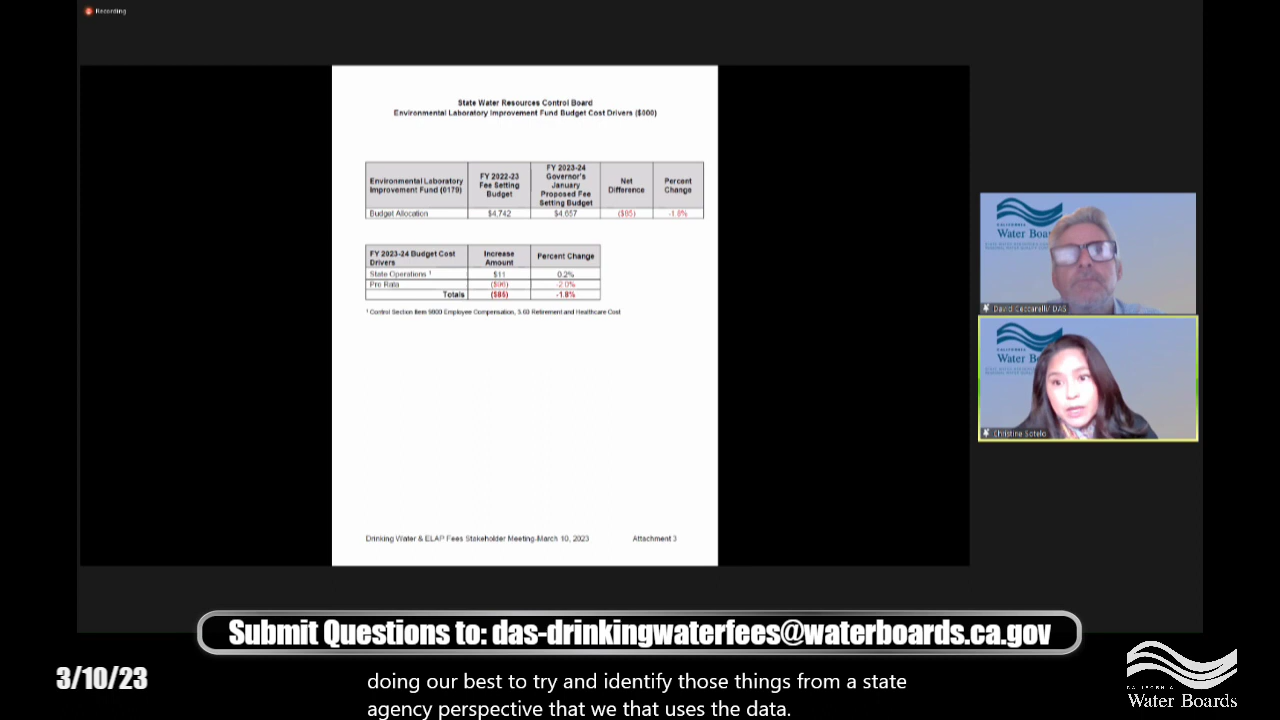 Recording
State Water Resources Control Board
Environmental Laboratory Improvement Fund Budget Cost Drivers ($000)
Environmental Laboratory Improvement Fund (0179)
FY 2022-23 Fee Setting Budget
FY 2023-24 Governor's January Proposed Fee Setting Budget
Net Difference
Percent Change
Budget Allocation $4,742 $4,657 ($85) -1.8%
FY 2023-24 Budget Cost Drivers
Increase Amount
Percent Change
State Operations ¹ $11 0.2%
Pro Rata ($96) -2.0%
Totals ($85) -1.8%
¹ Control Section Item 9800 Employee Compensation, 3.60 Retirement and Healthcare Cost
Drinking Water & ELAP Fees Stakeholder Meeting-March 10, 2023 Attachment 3
Water Boa
David Ceccarelli/ DAS
Water B
Christine Sotelo
Submit Questions to: das-drinkingwaterfees@waterboards.ca.gov
3/10/23
doing our best to try and identify those things from a state
agency perspective that we that uses the data.
CALIFORNIA
Water Boards